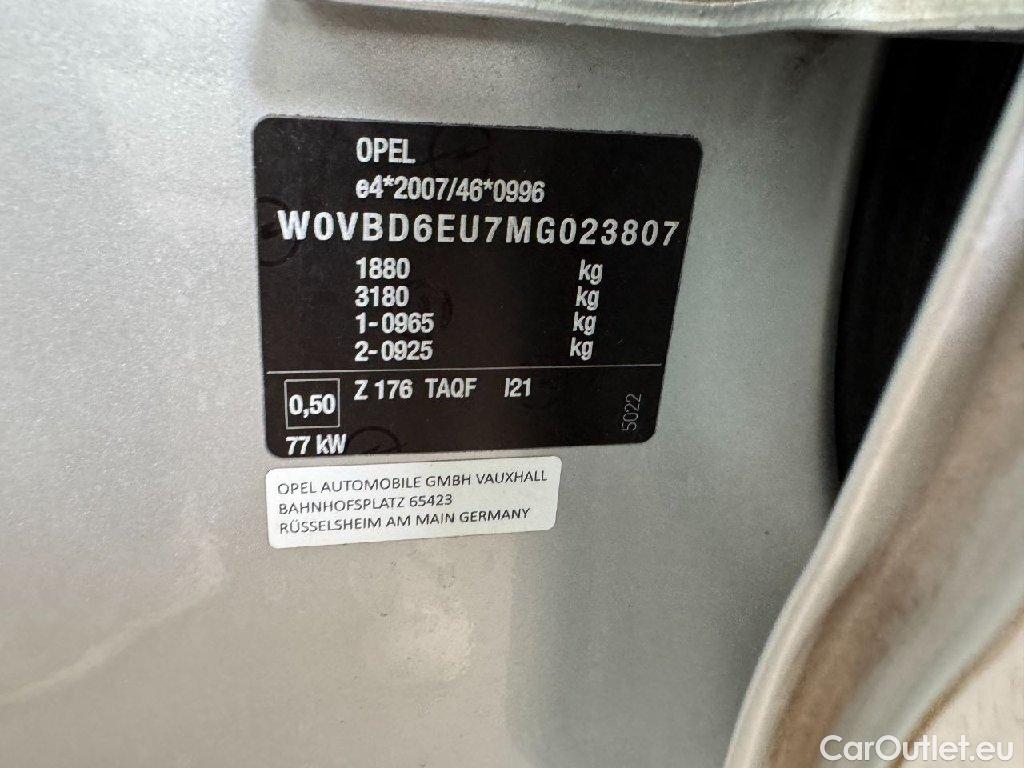 OPEL
e4*2007/46*0996
W0VBD6EU7MG023807
1880 kg
3180 kg
1-0965 kg
2-0925 kg
0,50 Z 176 TAQF I21
5022
77 kW
OPEL AUTOMOBILE GMBH VAUXHALL
BAHNHOFSPLATZ 65423
RÜSSELSHEIM AM MAIN GERMANY
CarOutlet.eu